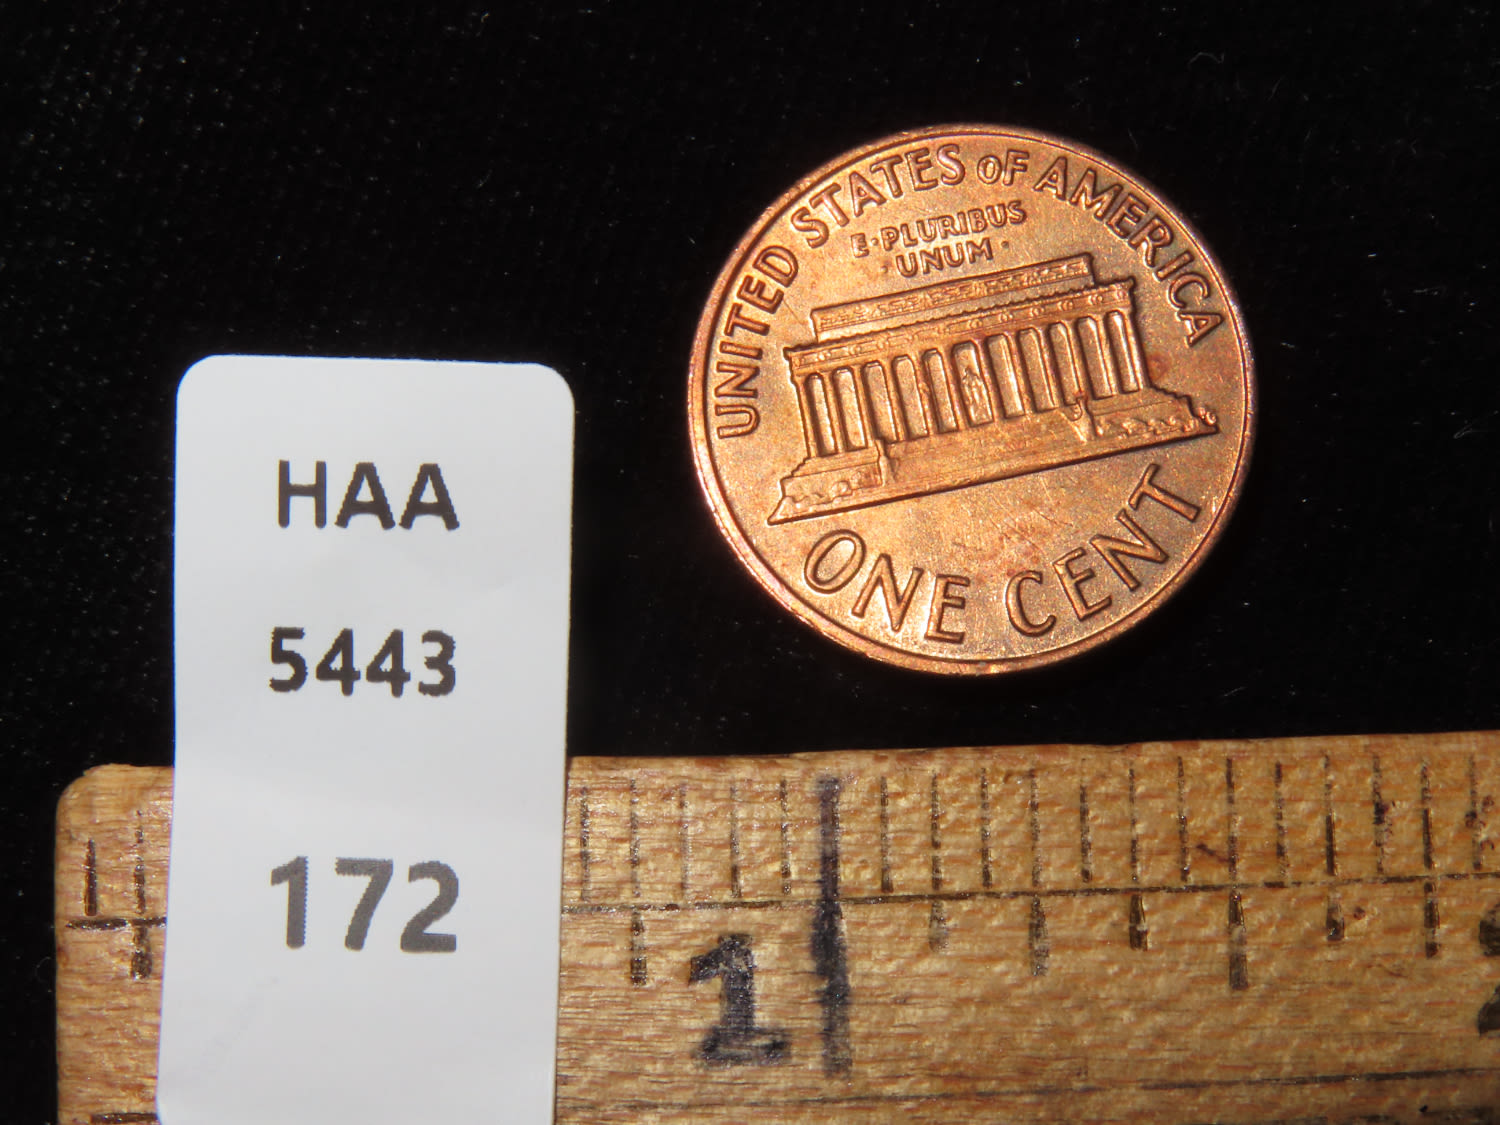 UNITED STATES OF AMERICA
E·PLURIBUS
·UNUM·
ONE CENT
HAA
5443
172
1